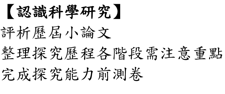 【認識科學研究】
評析歷屆小論文
整理探究歷程各階段需注意重點
完成探究能力前測卷